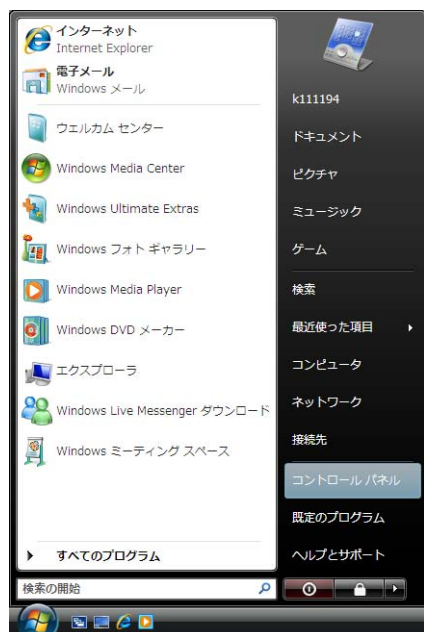 インターネット
Internet Explorer
電子メール
Windows メール
ウェルカム センター
Windows Media Center
Windows Ultimate Extras
Windows フォト ギャラリー
Windows Media Player
Windows DVD メーカー
エクスプローラ
Windows Live Messenger ダウンロード
Windows ミーティング スペース
すべてのプログラム
検索の開始
k111194
ドキュメント
ピクチャ
ミュージック
ゲーム
検索
最近使った項目
コンピュータ
ネットワーク
接続先
コントロール パネル
既定のプログラム
ヘルプとサポート